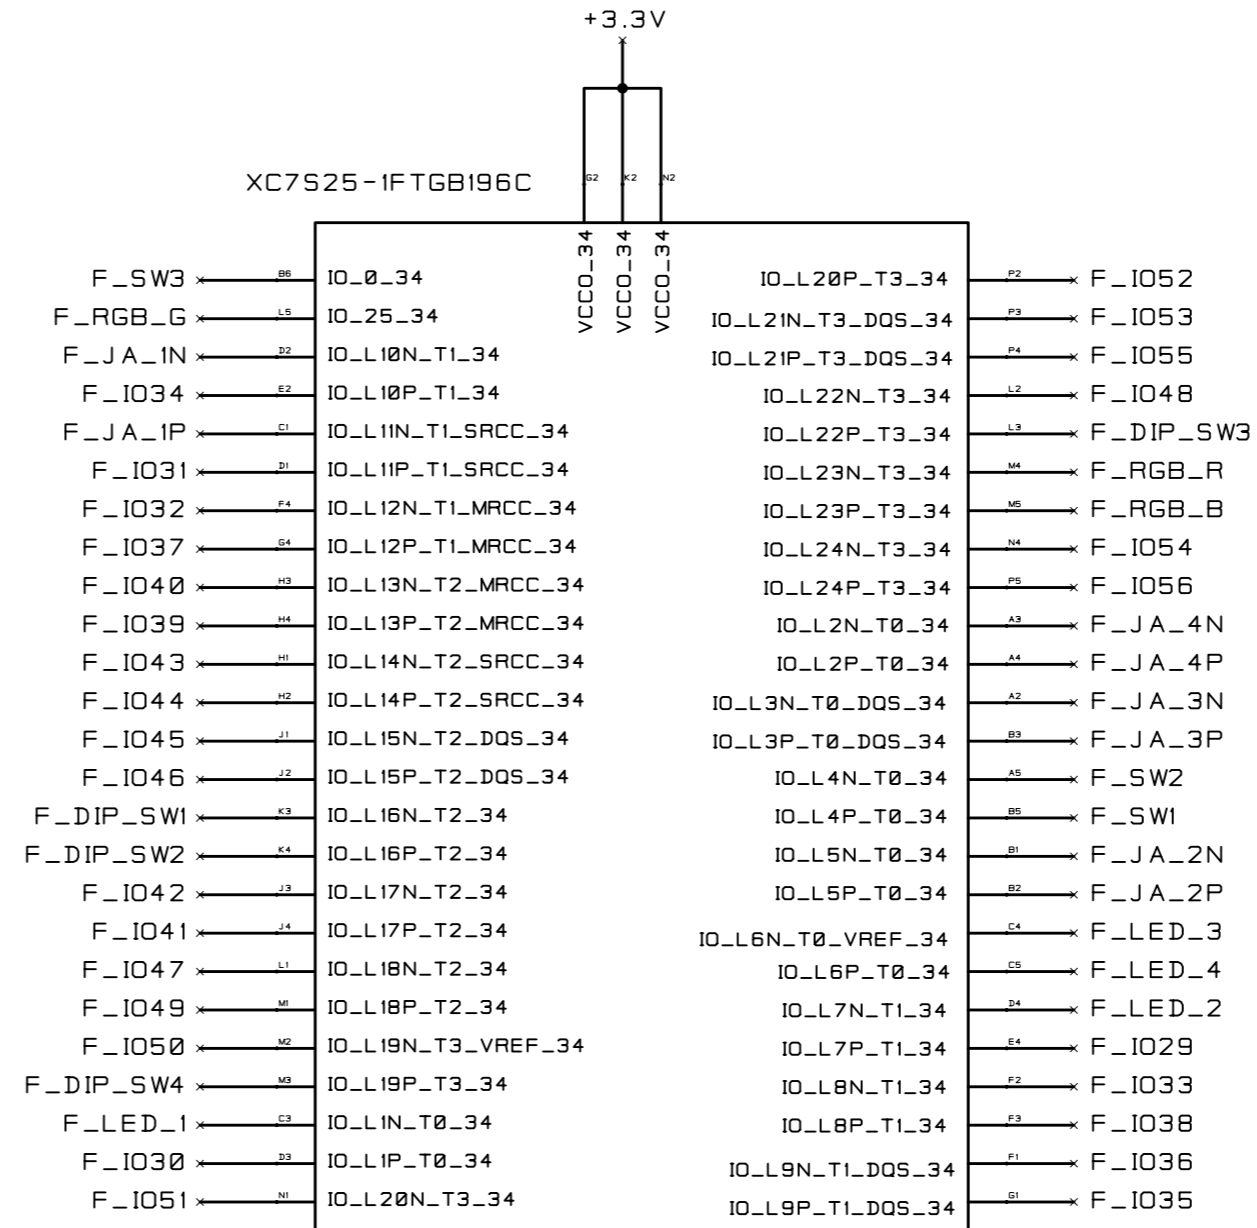 +3.3V
XC7S25-1FTGB196C
G2 K2 N2
VCCO_34 VCCO_34 VCCO_34
F_SW3 B6 IO_0_34 IO_L20P_T3_34 P2 F_IO52
F_RGB_G L5 IO_25_34 IO_L21N_T3_DQS_34 P3 F_IO53
F_JA_1N D2 IO_L10N_T1_34 IO_L21P_T3_DQS_34 P4 F_IO55
F_IO34 E2 IO_L10P_T1_34 IO_L22N_T3_34 L2 F_IO48
F_JA_1P C1 IO_L11N_T1_SRCC_34 IO_L22P_T3_34 L3 F_DIP_SW3
F_IO31 D1 IO_L11P_T1_SRCC_34 IO_L23N_T3_34 M4 F_RGB_R
F_IO32 F4 IO_L12N_T1_MRCC_34 IO_L23P_T3_34 M5 F_RGB_B
F_IO37 G4 IO_L12P_T1_MRCC_34 IO_L24N_T3_34 N4 F_IO54
F_IO40 H3 IO_L13N_T2_MRCC_34 IO_L24P_T3_34 P5 F_IO56
F_IO39 H4 IO_L13P_T2_MRCC_34 IO_L2N_T0_34 A3 F_JA_4N
F_IO43 H1 IO_L14N_T2_SRCC_34 IO_L2P_T0_34 A4 F_JA_4P
F_IO44 H2 IO_L14P_T2_SRCC_34 IO_L3N_T0_DQS_34 A2 F_JA_3N
F_IO45 J1 IO_L15N_T2_DQS_34 IO_L3P_T0_DQS_34 B3 F_JA_3P
F_IO46 J2 IO_L15P_T2_DQS_34 IO_L4N_T0_34 A5 F_SW2
F_DIP_SW1 K3 IO_L16N_T2_34 IO_L4P_T0_34 B5 F_SW1
F_DIP_SW2 K4 IO_L16P_T2_34 IO_L5N_T0_34 B1 F_JA_2N
F_IO42 J3 IO_L17N_T2_34 IO_L5P_T0_34 B2 F_JA_2P
F_IO41 J4 IO_L17P_T2_34 IO_L6N_T0_VREF_34 C4 F_LED_3
F_IO47 L1 IO_L18N_T2_34 IO_L6P_T0_34 C5 F_LED_4
F_IO49 M1 IO_L18P_T2_34 IO_L7N_T1_34 D4 F_LED_2
F_IO50 M2 IO_L19N_T3_VREF_34 IO_L7P_T1_34 E4 F_IO29
F_DIP_SW4 M3 IO_L19P_T3_34 IO_L8N_T1_34 F2 F_IO33
F_LED_1 C3 IO_L1N_T0_34 IO_L8P_T1_34 F3 F_IO38
F_IO30 D3 IO_L1P_T0_34 IO_L9N_T1_DQS_34 F1 F_IO36
F_IO51 N1 IO_L20N_T3_34 IO_L9P_T1_DQS_34 G1 F_IO35